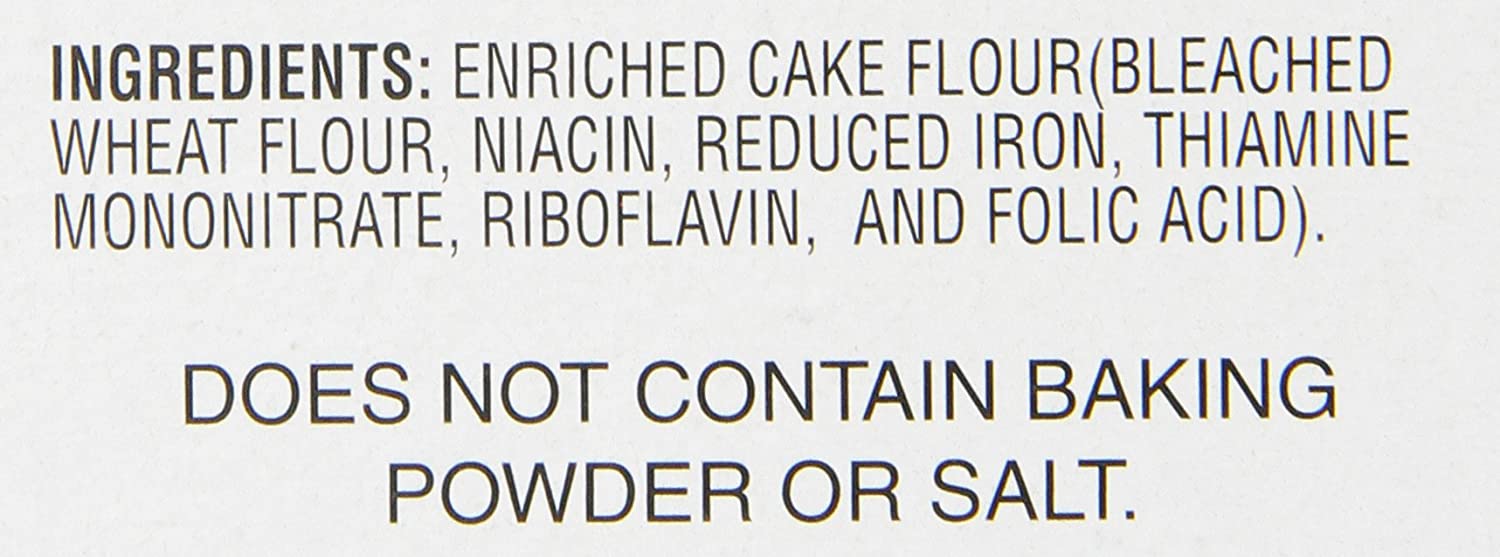 INGREDIENTS: ENRICHED CAKE FLOUR(BLEACHED
WHEAT FLOUR, NIACIN, REDUCED IRON, THIAMINE
MONONITRATE, RIBOFLAVIN, AND FOLIC ACID).
DOES NOT CONTAIN BAKING
POWDER OR SALT.